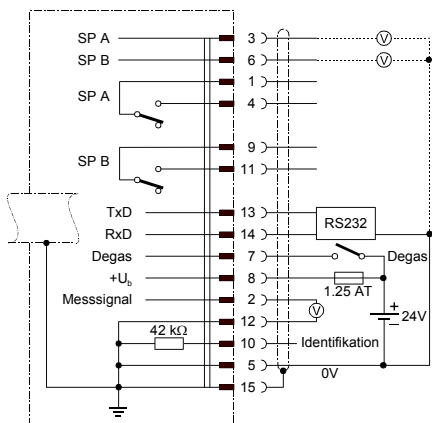 SP A 3 V
SP B 6 V
SP A 1
4
SP B 9
11
TxD 13 RS232
RxD 14
Degas 7 Degas
+Ub 8 1.25 AT
Messsignal 2 V + 24V
12 –
42 kΩ 10 Identifikation
5 0V
15